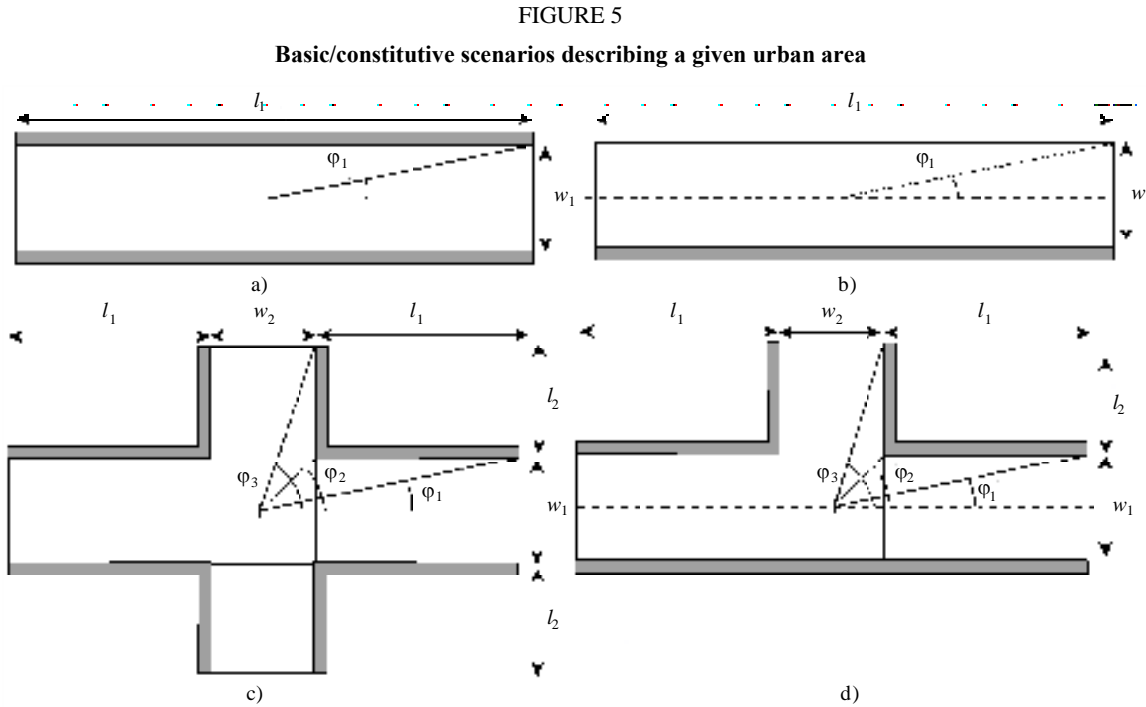 FIGURE 5
Basic/constitutive scenarios describing a given urban area
l₁ l₁
φ₁ φ₁
w₁ w
a) b)
l₁ w₂ l₁ l₁ w₂ l₁
l₂ l₂
φ₃ φ₂ φ₃ φ₂
φ₁ φ₁
w₁ w₁
l₂
c) d)